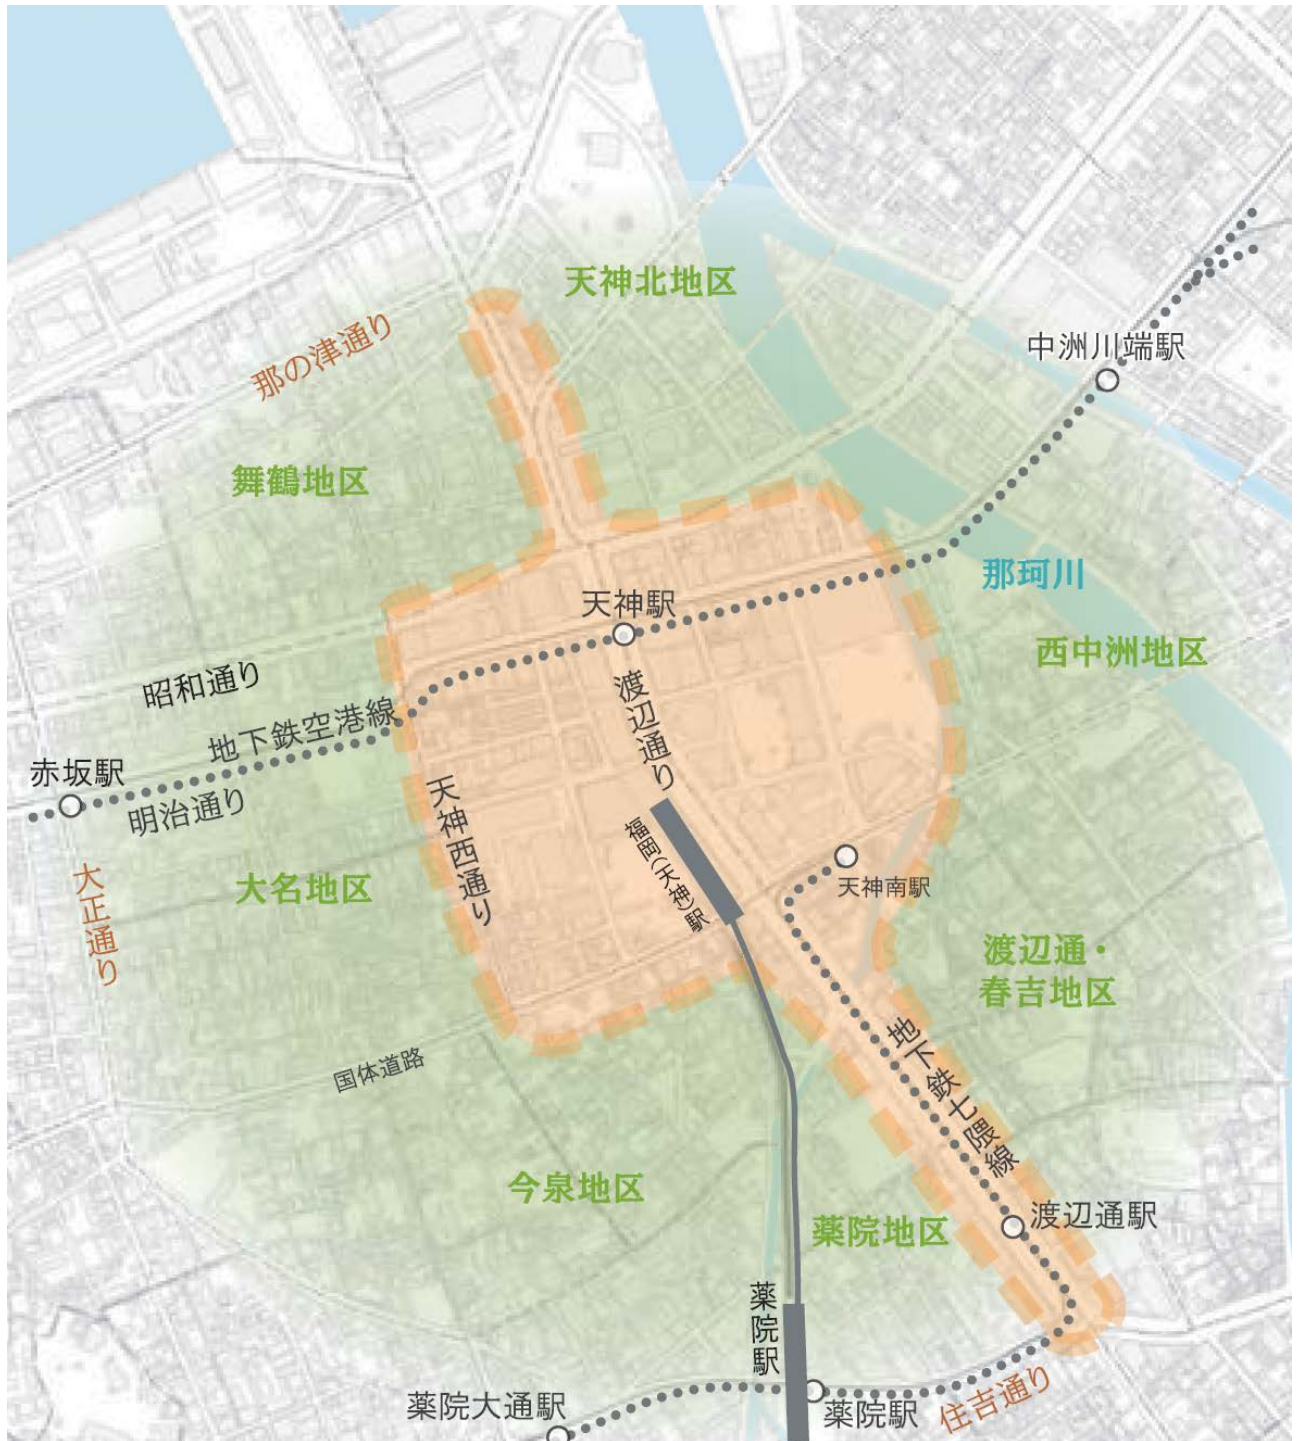 天神北地区
那の津通り
中洲川端駅
舞鶴地区
那珂川
天神駅
西中洲地区
昭和通り
渡辺通り
地下鉄空港線
赤坂駅
明治通り
天神西通り
福岡(天神)駅
天神南駅
大名地区
大正通り
渡辺通・
春吉地区
地下鉄七隈線
国体道路
今泉地区
渡辺通駅
薬院地区
薬院駅
薬院大通駅
薬院駅
住吉通り